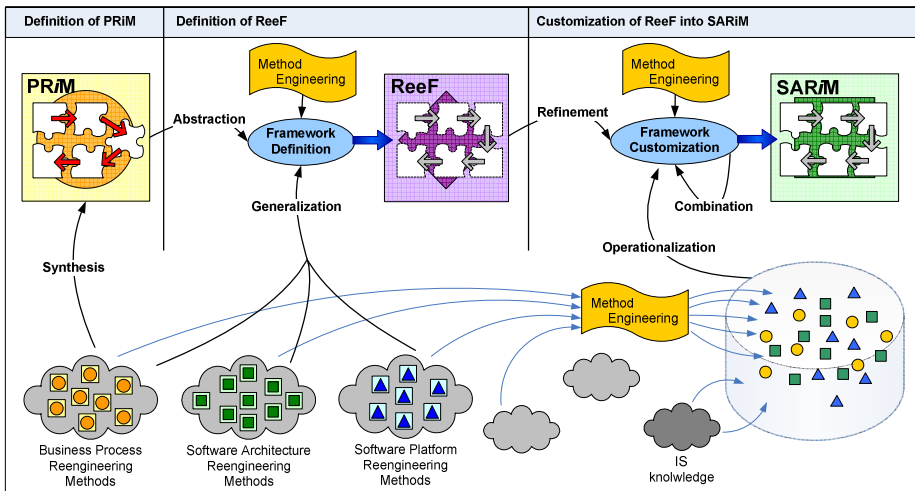 Definition of PRiM
Definition of ReeF
Customization of ReeF into SARiM
PRiM
Method
Engineering
ReeF
Method
Engineering
SARiM
Abstraction
Framework
Definition
Refinement
Framework
Customization
Generalization
Combination
Operationalization
Synthesis
Method
Engineering
Business Process
Reengineering
Methods
Software Architecture
Reengineering
Methods
Software Platform
Reengineering
Methods
IS
knolwledge